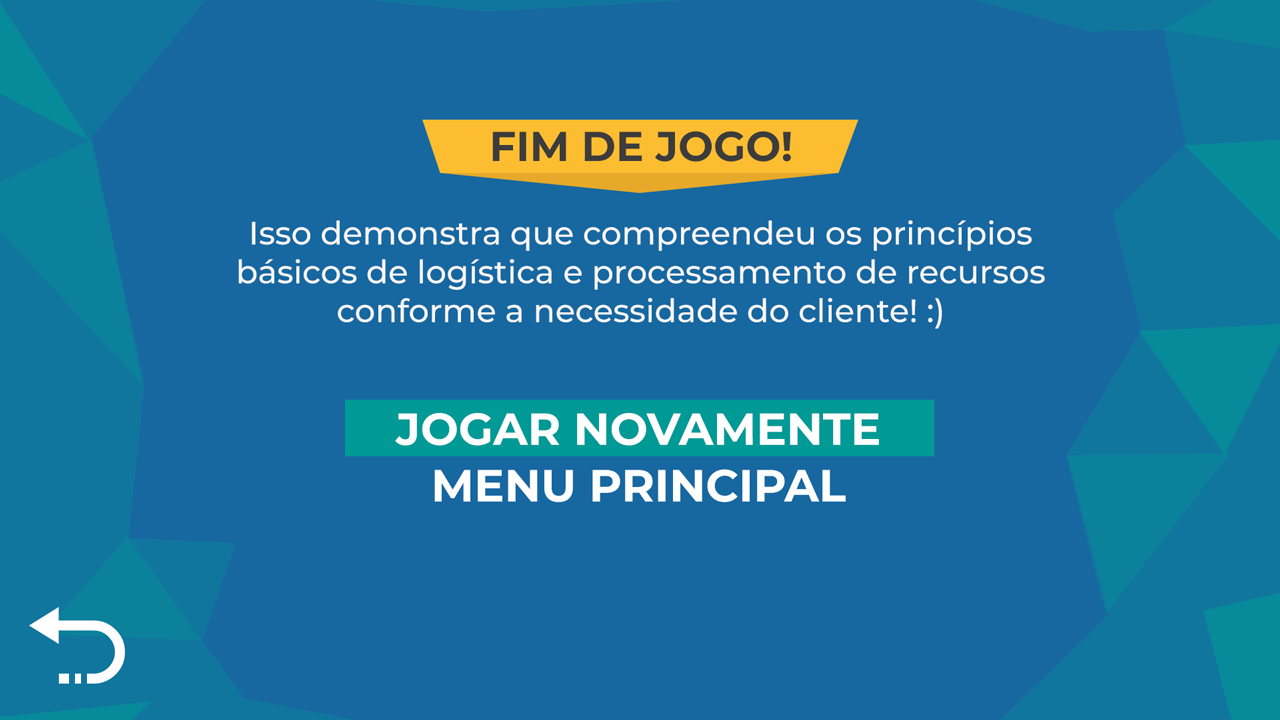 FIM DE JOGO!
Isso demonstra que compreendeu os princípios
básicos de logística e processamento de recursos
conforme a necessidade do cliente! :)
JOGAR NOVAMENTE
MENU PRINCIPAL